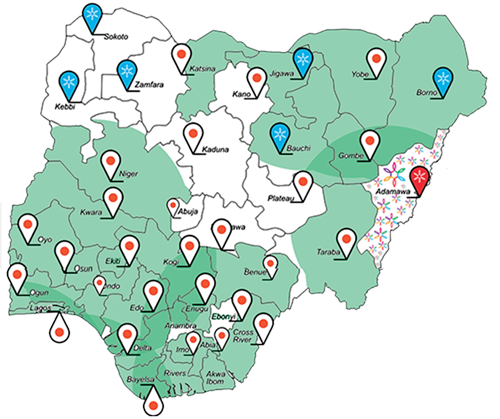 Sokoto
Katsina
Jigawa
Yobe
Borno
Zamfara
Kebbi
Kano
Kaduna
Bauchi
Gombe
Niger
Adamawa
Plateau
Kwara
Abuja
Oyo
awa
Taraba
Osun
Ekiti
Kogi
Benue
Ogun
ndo
Edo
Enugu
Lagos
Anambra
Ebonyi
Cross
River
Delta
Imo
Abia
Bayelsa
Rivers
Akwa
Ibom